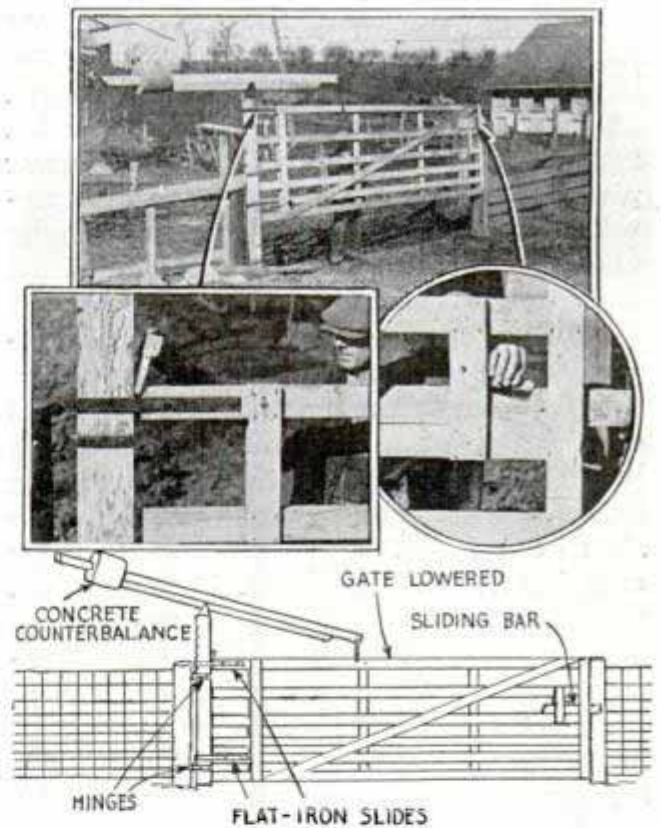 CONCRETE
COUNTERBALANCE
GATE LOWERED
SLIDING BAR
HINGES
FLAT-IRON SLIDES